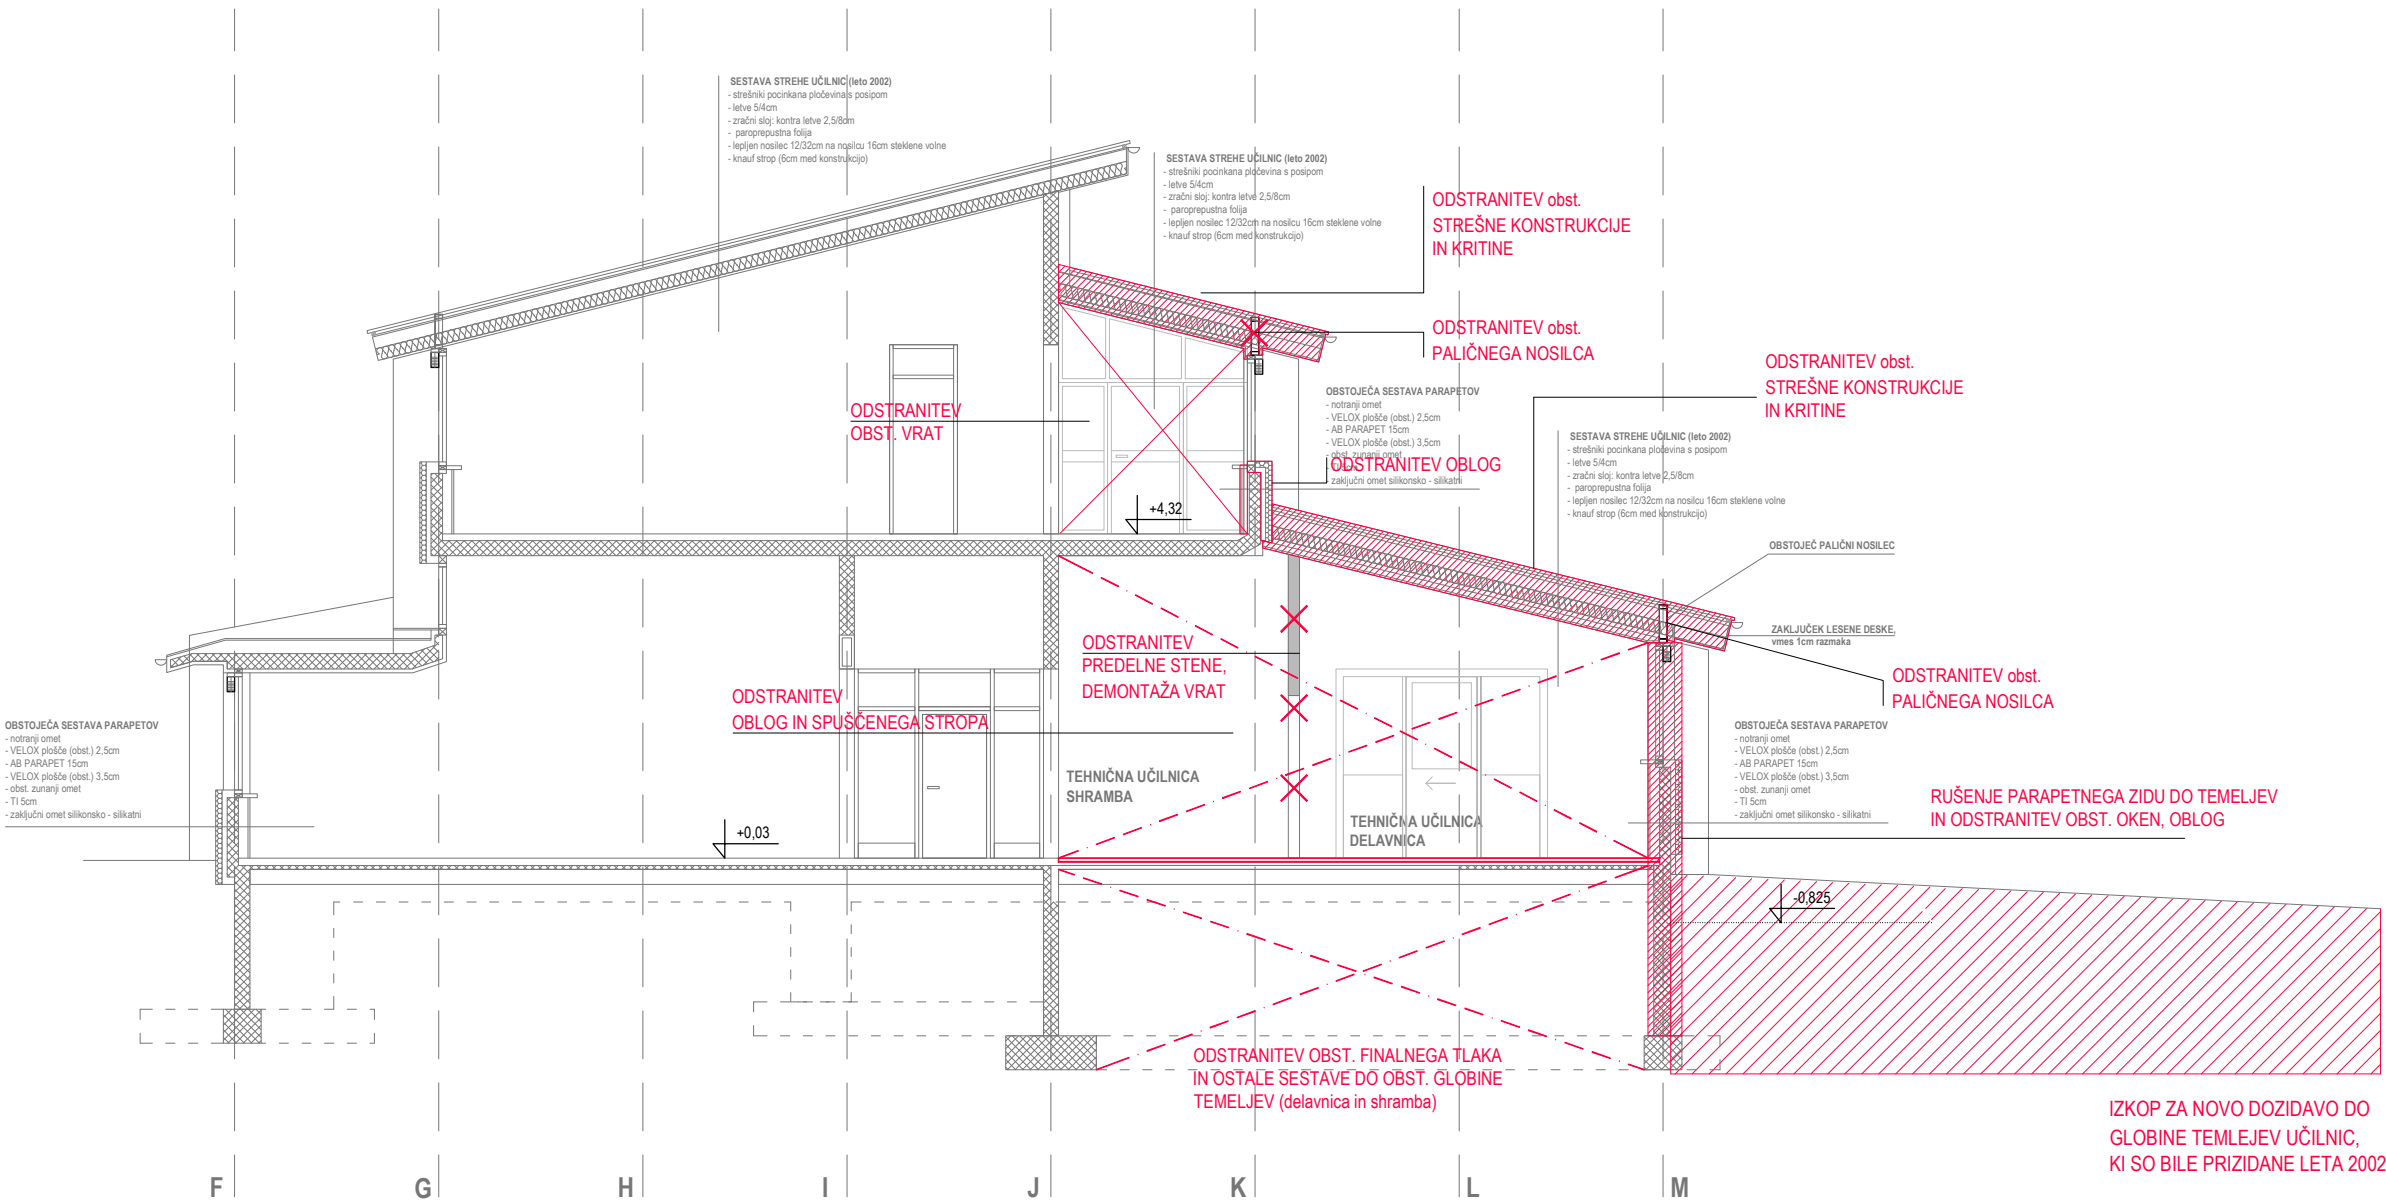 SESTAVA STREHE UČILNIC (leto 2002)
- strešniki pocinkana pločevina s posipom
- letve 5/4cm
- zračni sloj: kontra letve 2,5/8cm
- paroprepustna folija
- lepljen nosilec 12/32cm na nosilcu 16cm steklene volne
- knauf strop (6cm med konstrukcijo)
SESTAVA STREHE UČILNIC (leto 2002)
- strešniki pocinkana pločevina s posipom
- letve 5/4cm
- zračni sloj: kontra letve 2,5/8cm
- paroprepustna folija
- lepljen nosilec 12/32cm na nosilcu 16cm steklene volne
- knauf strop (6cm med konstrukcijo)
ODSTRANITEV obst.
STREŠNE KONSTRUKCIJE
IN KRITINE
ODSTRANITEV obst.
PALIČNEGA NOSILCA
ODSTRANITEV obst.
STREŠNE KONSTRUKCIJE
IN KRITINE
ODSTRANITEV
OBST. VRAT
OBSTOJEČA SESTAVA PARAPETOV
- notranji omet
- VELOX plošče (obst.) 2,5cm
- AB PARAPET 15cm
- VELOX plošče (obst.) 3,5cm
- obst. zunanji omet
- TI 5cm
- zaključni omet silikonsko - silikatni
ODSTRANITEV OBLOG
SESTAVA STREHE UČILNIC (leto 2002)
- strešniki pocinkana pločevina s posipom
- letve 5/4cm
- zračni sloj: kontra letve 2,5/8cm
- paroprepustna folija
- lepljen nosilec 12/32cm na nosilcu 16cm steklene volne
- knauf strop (6cm med konstrukcijo)
+4,32
OBSTOJEČ PALIČNI NOSILEC
ZAKLJUČEK LESENE DESKE,
vmes 1cm razmaka
ODSTRANITEV
PREDELNE STENE,
DEMONTAŽA VRAT
ODSTRANITEV obst.
PALIČNEGA NOSILCA
ODSTRANITEV
OBLOG IN SPUŠČENEGA STROPA
OBSTOJEČA SESTAVA PARAPETOV
- notranji omet
- VELOX plošče (obst.) 2,5cm
- AB PARAPET 15cm
- VELOX plošče (obst.) 3,5cm
- obst. zunanji omet
- TI 5cm
- zaključni omet silikonsko - silikatni
OBSTOJEČA SESTAVA PARAPETOV
- notranji omet
- VELOX plošče (obst.) 2,5cm
- AB PARAPET 15cm
- VELOX plošče (obst.) 3,5cm
- obst. zunanji omet
- TI 5cm
- zaključni omet silikonsko - silikatni
TEHNIČNA UČILNICA
SHRAMBA
TEHNIČNA UČILNICA
DELAVNICA
RUŠENJE PARAPETNEGA ZIDU DO TEMELJEV
IN ODSTRANITEV OBST. OKEN, OBLOG
+0,03
-0,825
ODSTRANITEV OBST. FINALNEGA TLAKA
IN OSTALE SESTAVE DO OBST. GLOBINE
TEMELJEV (delavnica in shramba)
IZKOP ZA NOVO DOZIDAVO DO
GLOBINE TEMLEJEV UČILNIC,
KI SO BILE PRIZIDANE LETA 2002
F G H I J K L M